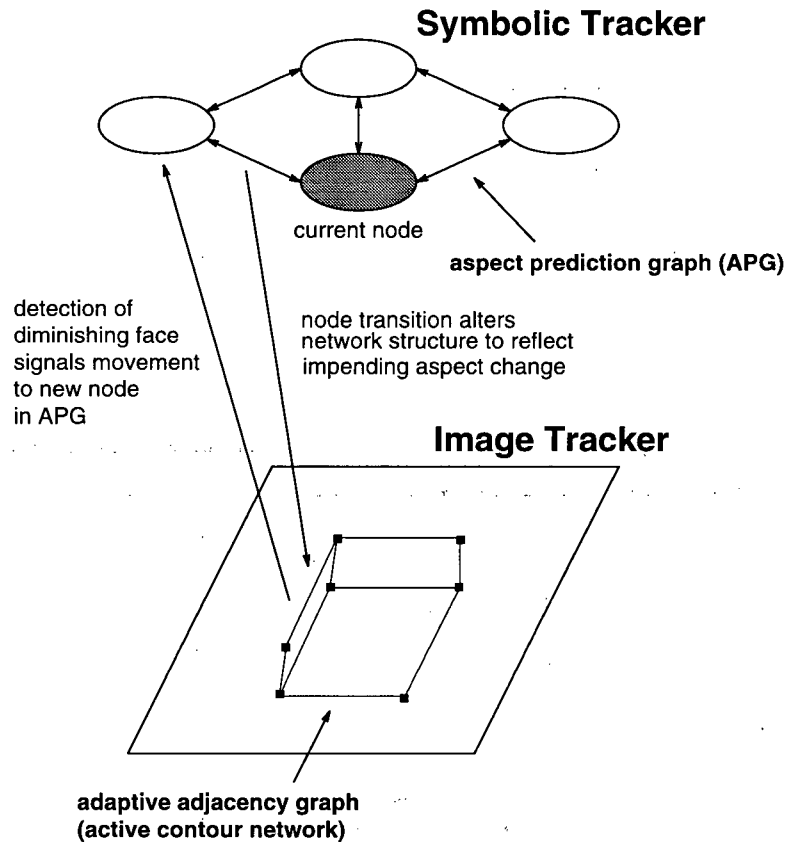 Symbolic Tracker
current node
aspect prediction graph (APG)
detection of
diminishing face
signals movement
to new node
in APG
node transition alters
network structure to reflect
impending aspect change
Image Tracker
adaptive adjacency graph
(active contour network)